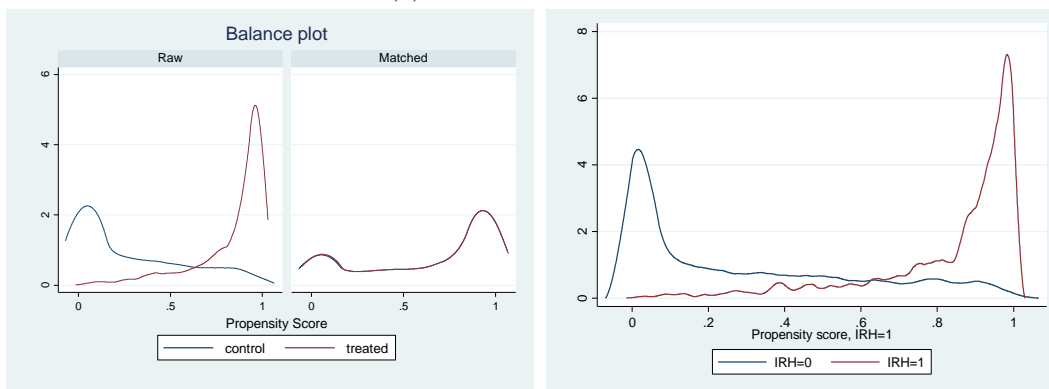 Balance plot
Raw
Matched
6
4
2
0
0
.5
1
0
.5
1
Propensity Score
control
treated
8
6
4
2
0
0
.2
.4
.6
.8
1
Propensity score, IRH=1
IRH=0
IRH=1